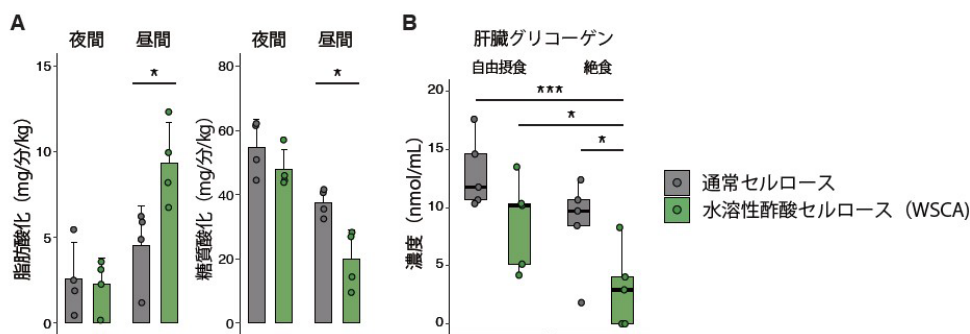 A
夜間 昼間
脂肪酸化 (mg/分/kg)
15
10
5
0
*
夜間 昼間
糖質酸化 (mg/分/kg)
80
60
40
20
0
*
B
肝臓グリコーゲン
自由摂食 絶食
濃度 (nmol/mL)
20
15
10
5
0
***
*
*
通常セルロース
水溶性酢酸セルロース (WSCA)